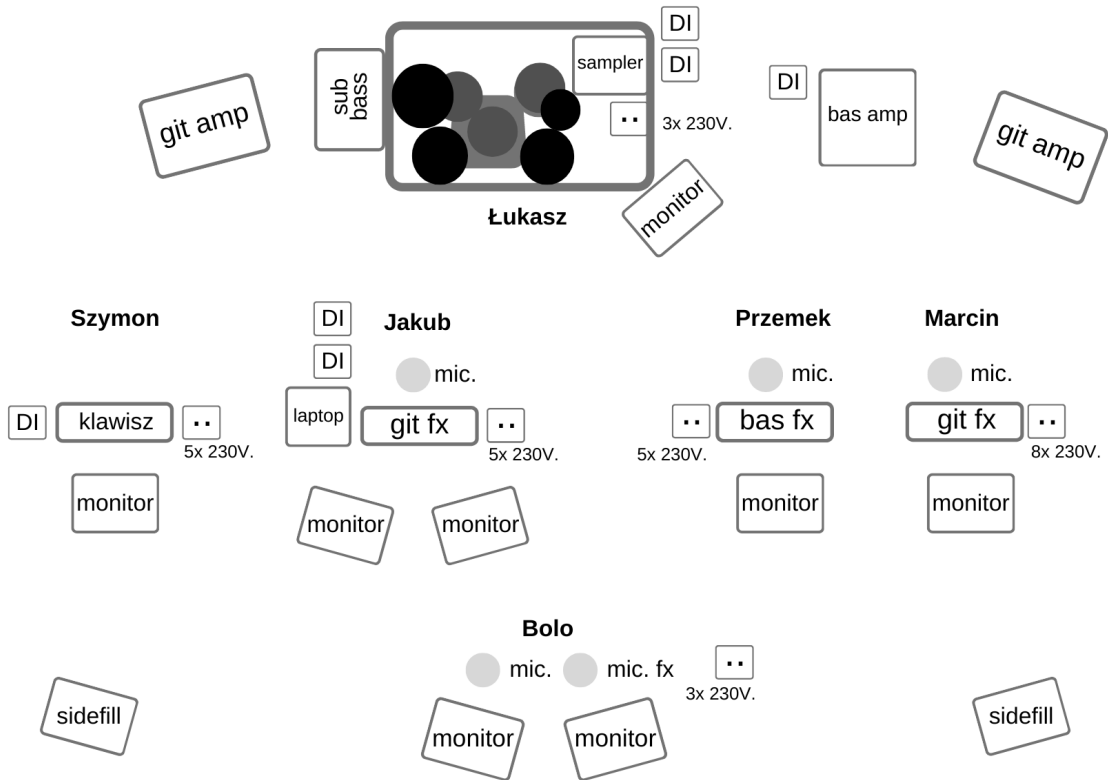 DI
DI
sampler
sub
bass
git amp
DI
bas amp
git amp
3x 230V.
monitor
Łukasz
Szymon
DI
Jakub
Przemek
Marcin
DI
mic.
mic.
mic.
laptop
DI
klawisz
git fx
bas fx
git fx
5x 230V.
5x 230V.
5x 230V.
8x 230V.
monitor
monitor
monitor
monitor
monitor
Bolo
mic.
mic. fx
3x 230V.
sidefill
monitor
monitor
sidefill